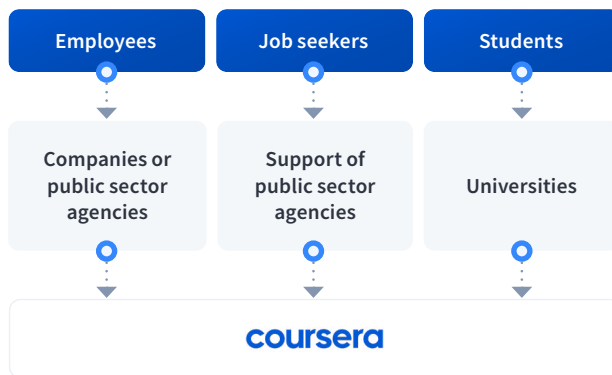 Employees
Job seekers
Students
Companies or
public sector
agencies
Support of
public sector
agencies
Universities
coursera